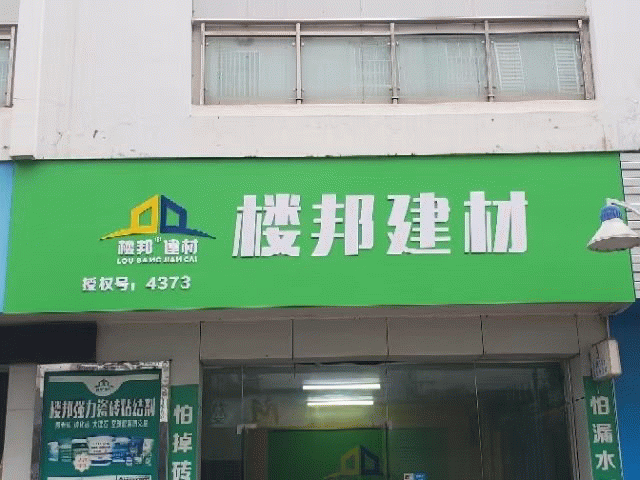 楼邦建材
楼邦®建材
LOU BANG JIAN CAI
授权号：4373
楼邦强力瓷砖粘结剂
怕掉砖
怕漏水